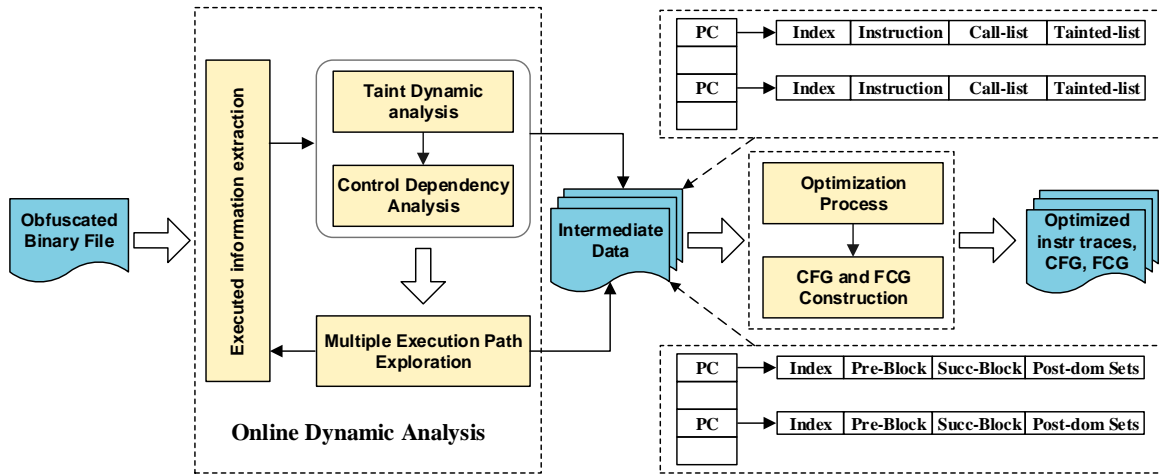 Obfuscated
Binary File
Executed information extraction
Taint Dynamic
analysis
Control Dependency
Analysis
Multiple Execution Path
Exploration
Online Dynamic Analysis
Intermediate
Data
PC Index Instruction Call-list Tainted-list
PC Index Instruction Call-list Tainted-list
Optimization
Process
CFG and FCG
Construction
Optimized
instr traces,
CFG, FCG
PC Index Pre-Block Succ-Block Post-dom Sets
PC Index Pre-Block Succ-Block Post-dom Sets